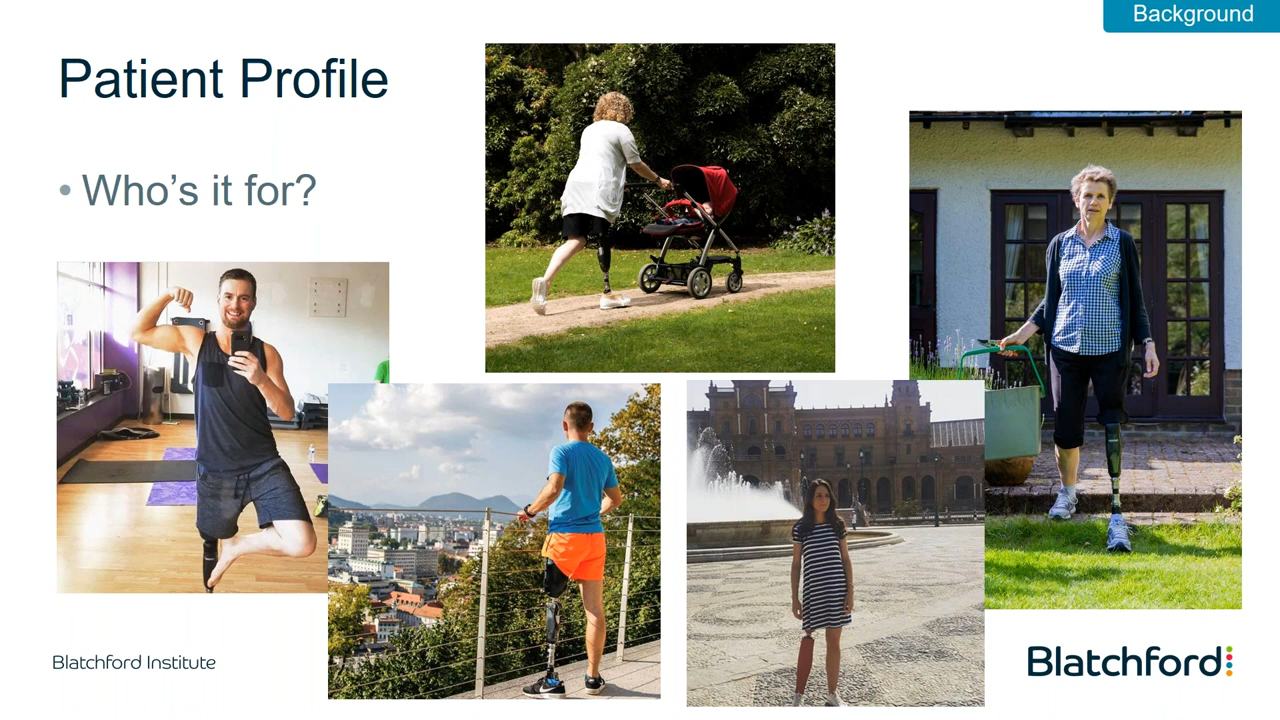 Background
Patient Profile
• Who's it for?
Blatchford Institute
Blatchford